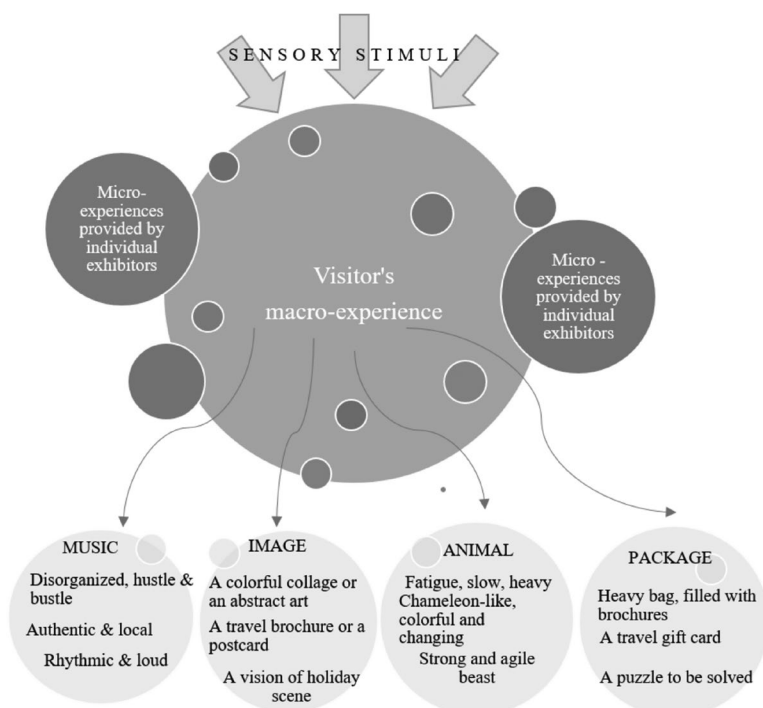 SENSORY STIMULI
Micro-
experiences
provided by
individual
exhibitors
Visitor's
macro-experience
Micro -
experiences
provided by
individual
exhibitors
MUSIC
Disorganized, hustle &
bustle
Authentic & local
Rhythmic & loud
IMAGE
A colorful collage or
an abstract art
A travel brochure or a
postcard
A vision of holiday
scene
ANIMAL
Fatigue, slow, heavy
Chameleon-like,
colorful and
changing
Strong and agile
beast
PACKAGE
Heavy bag, filled with
brochures
A travel gift card
A puzzle to be solved